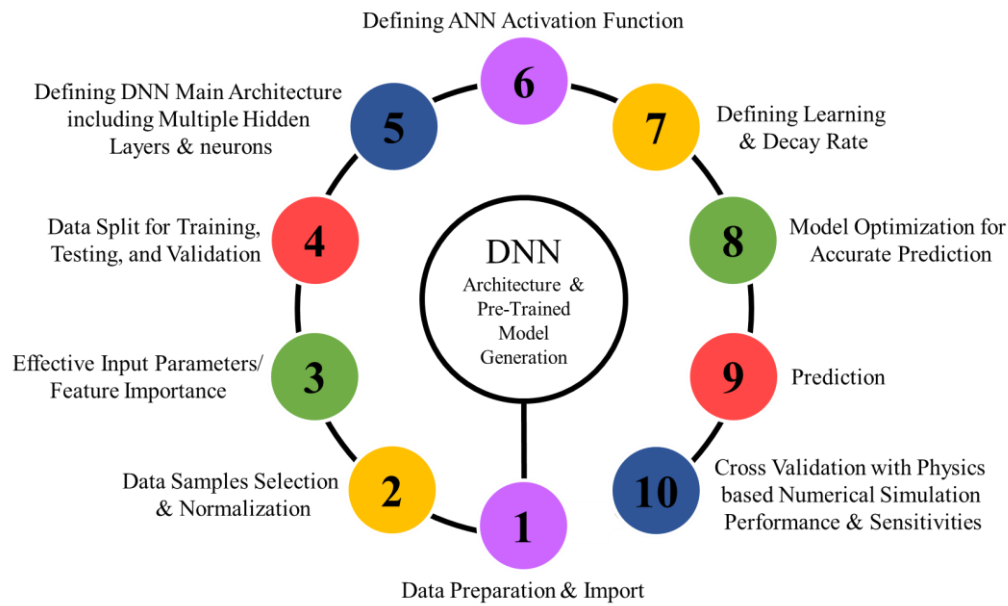 Defining ANN Activation Function
6
Defining DNN Main Architecture
including Multiple Hidden
Layers & neurons
5
7
Defining Learning
& Decay Rate
Data Split for Training,
Testing, and Validation
4
8
Model Optimization for
Accurate Prediction
DNN
Architecture &
Pre-Trained
Model
Generation
Effective Input Parameters/
Feature Importance
3
9
Prediction
Data Samples Selection
& Normalization
2
10
Cross Validation with Physics
based Numerical Simulation
Performance & Sensitivities
1
Data Preparation & Import